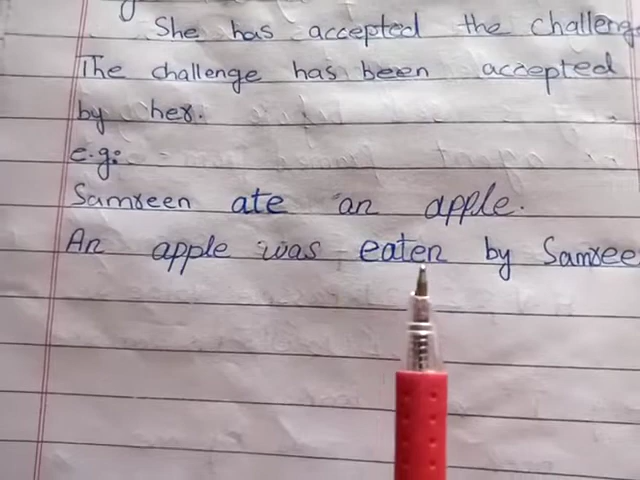 She has accepted the challeng
The challenge has been accepted
by her.
e.g:
Samreen ate an apple.
An apple was eaten by Samree